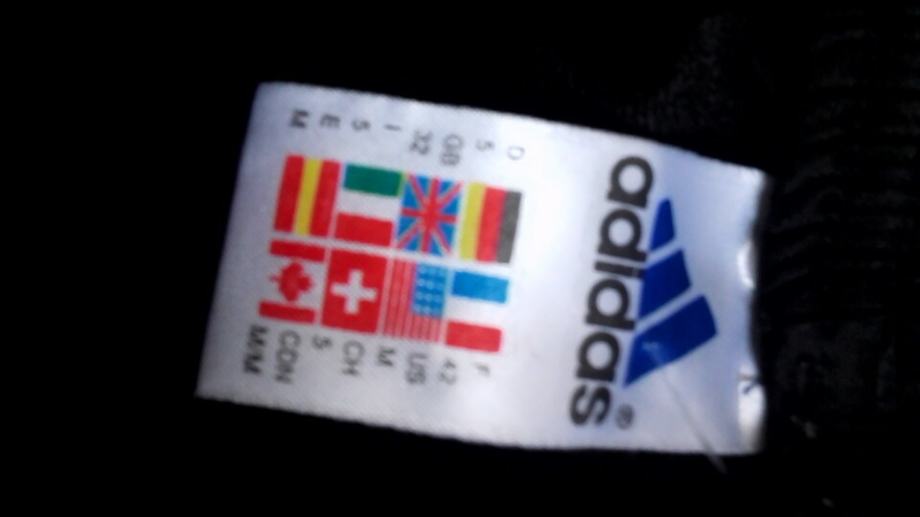 adidas®
D F
5 42
GB US
32 M
I CH
5 5
E CDN
M M/M